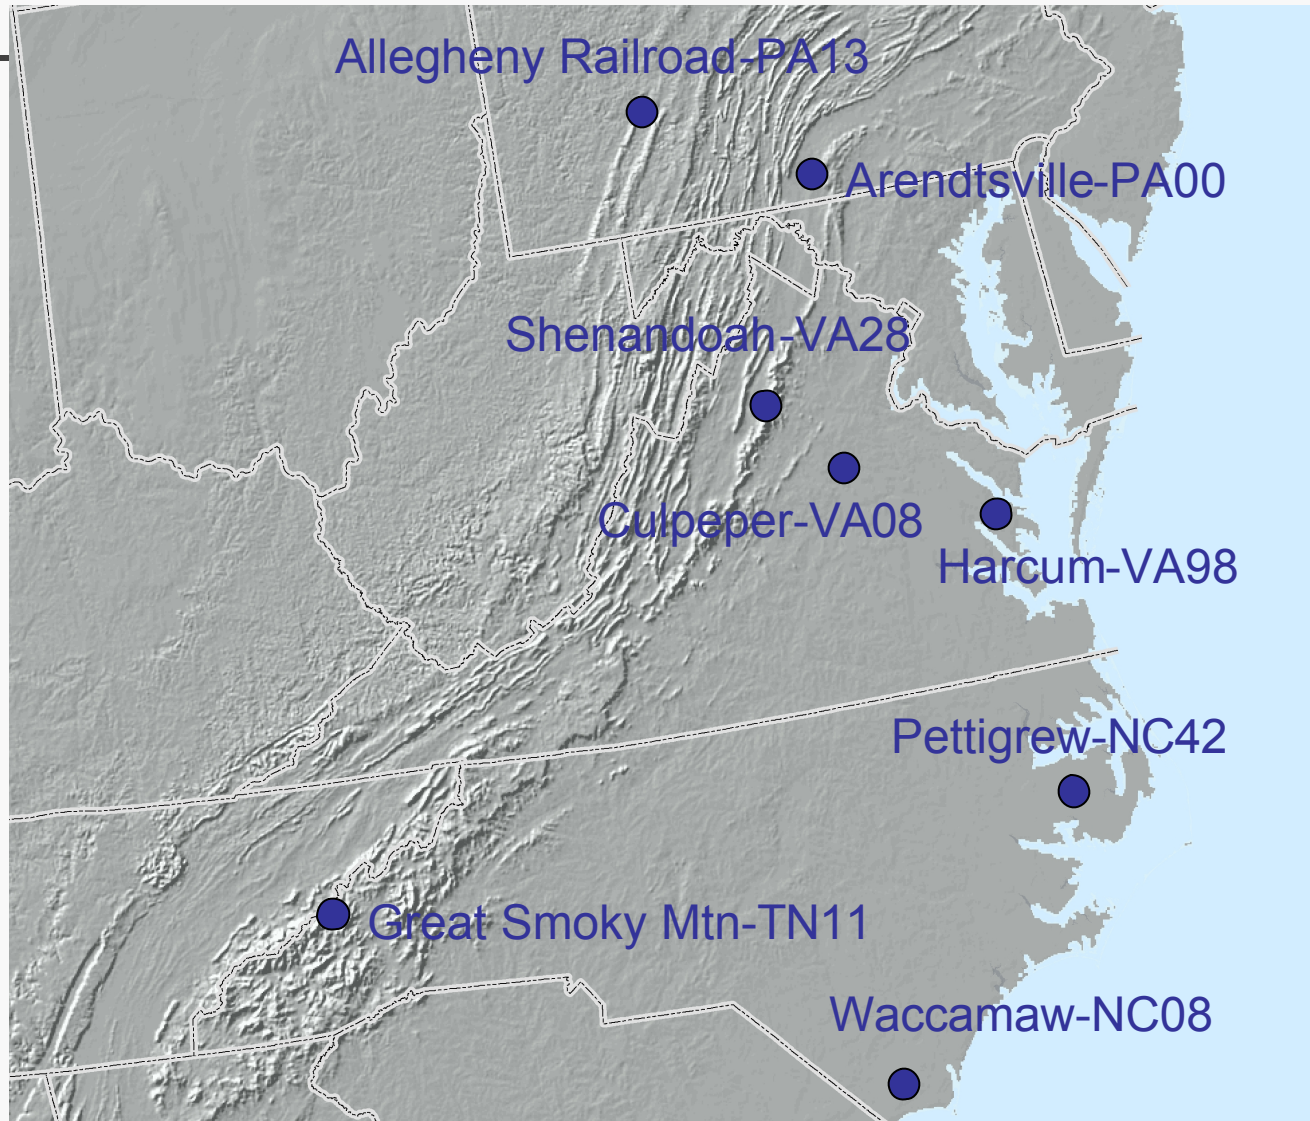 Allegheny Railroad-PA13
Arendtsville-PA00
Shenandoah-VA28
Culpeper-VA08
Harcum-VA98
Pettigrew-NC42
Great Smoky Mtn-TN11
Waccamaw-NC08